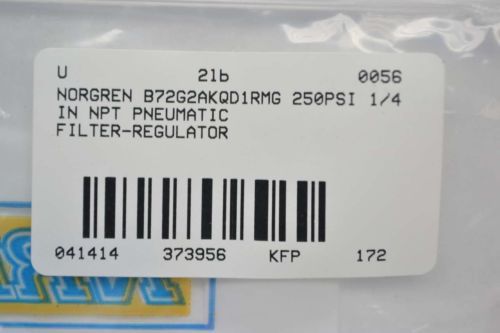 U 21b 0056
NORGREN B72G2AKQD1RMG 250PSI 1/4
IN NPT PNEUMATIC
FILTER-REGULATOR
041414 373956 KFP 172